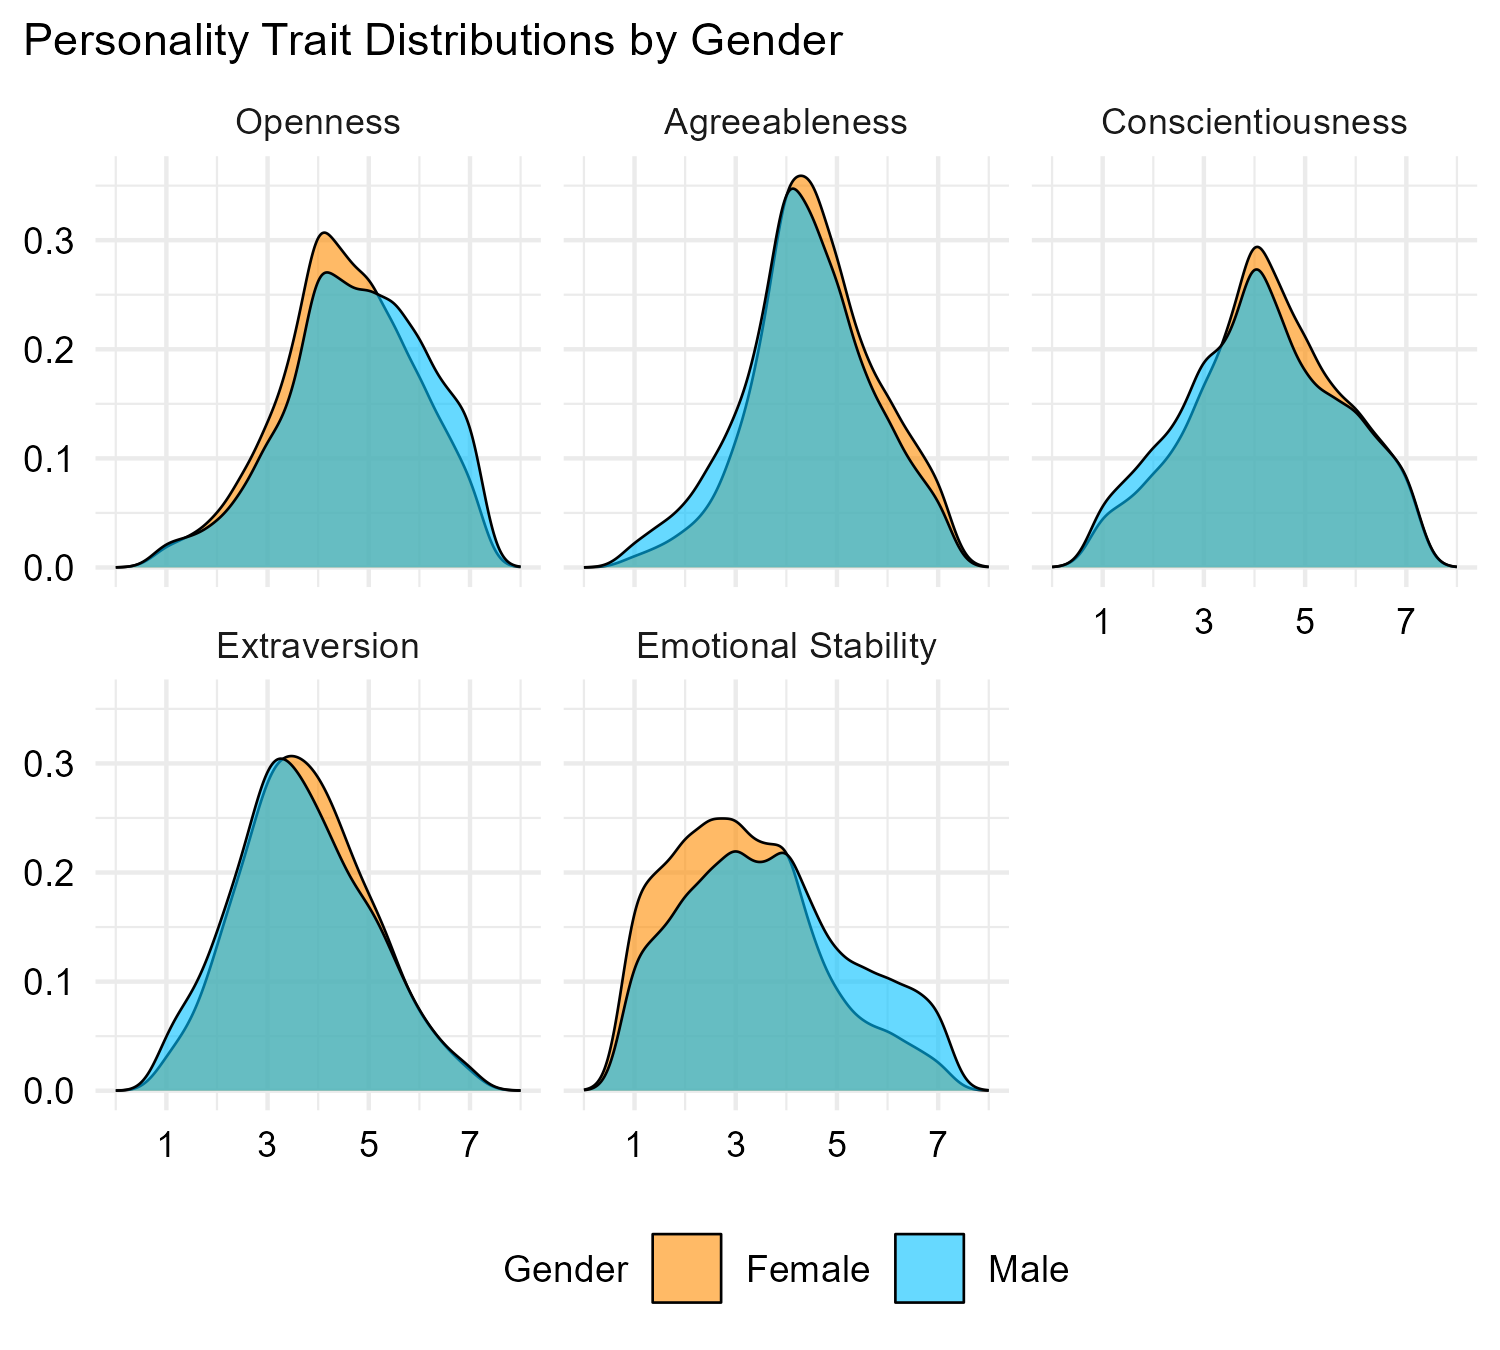 Personality Trait Distributions by Gender
Openness
Agreeableness
Conscientiousness
0.3
0.2
0.1
0.0
1 3 5 7
Extraversion
Emotional Stability
0.3
0.2
0.1
0.0
1 3 5 7
1 3 5 7
Gender Female Male